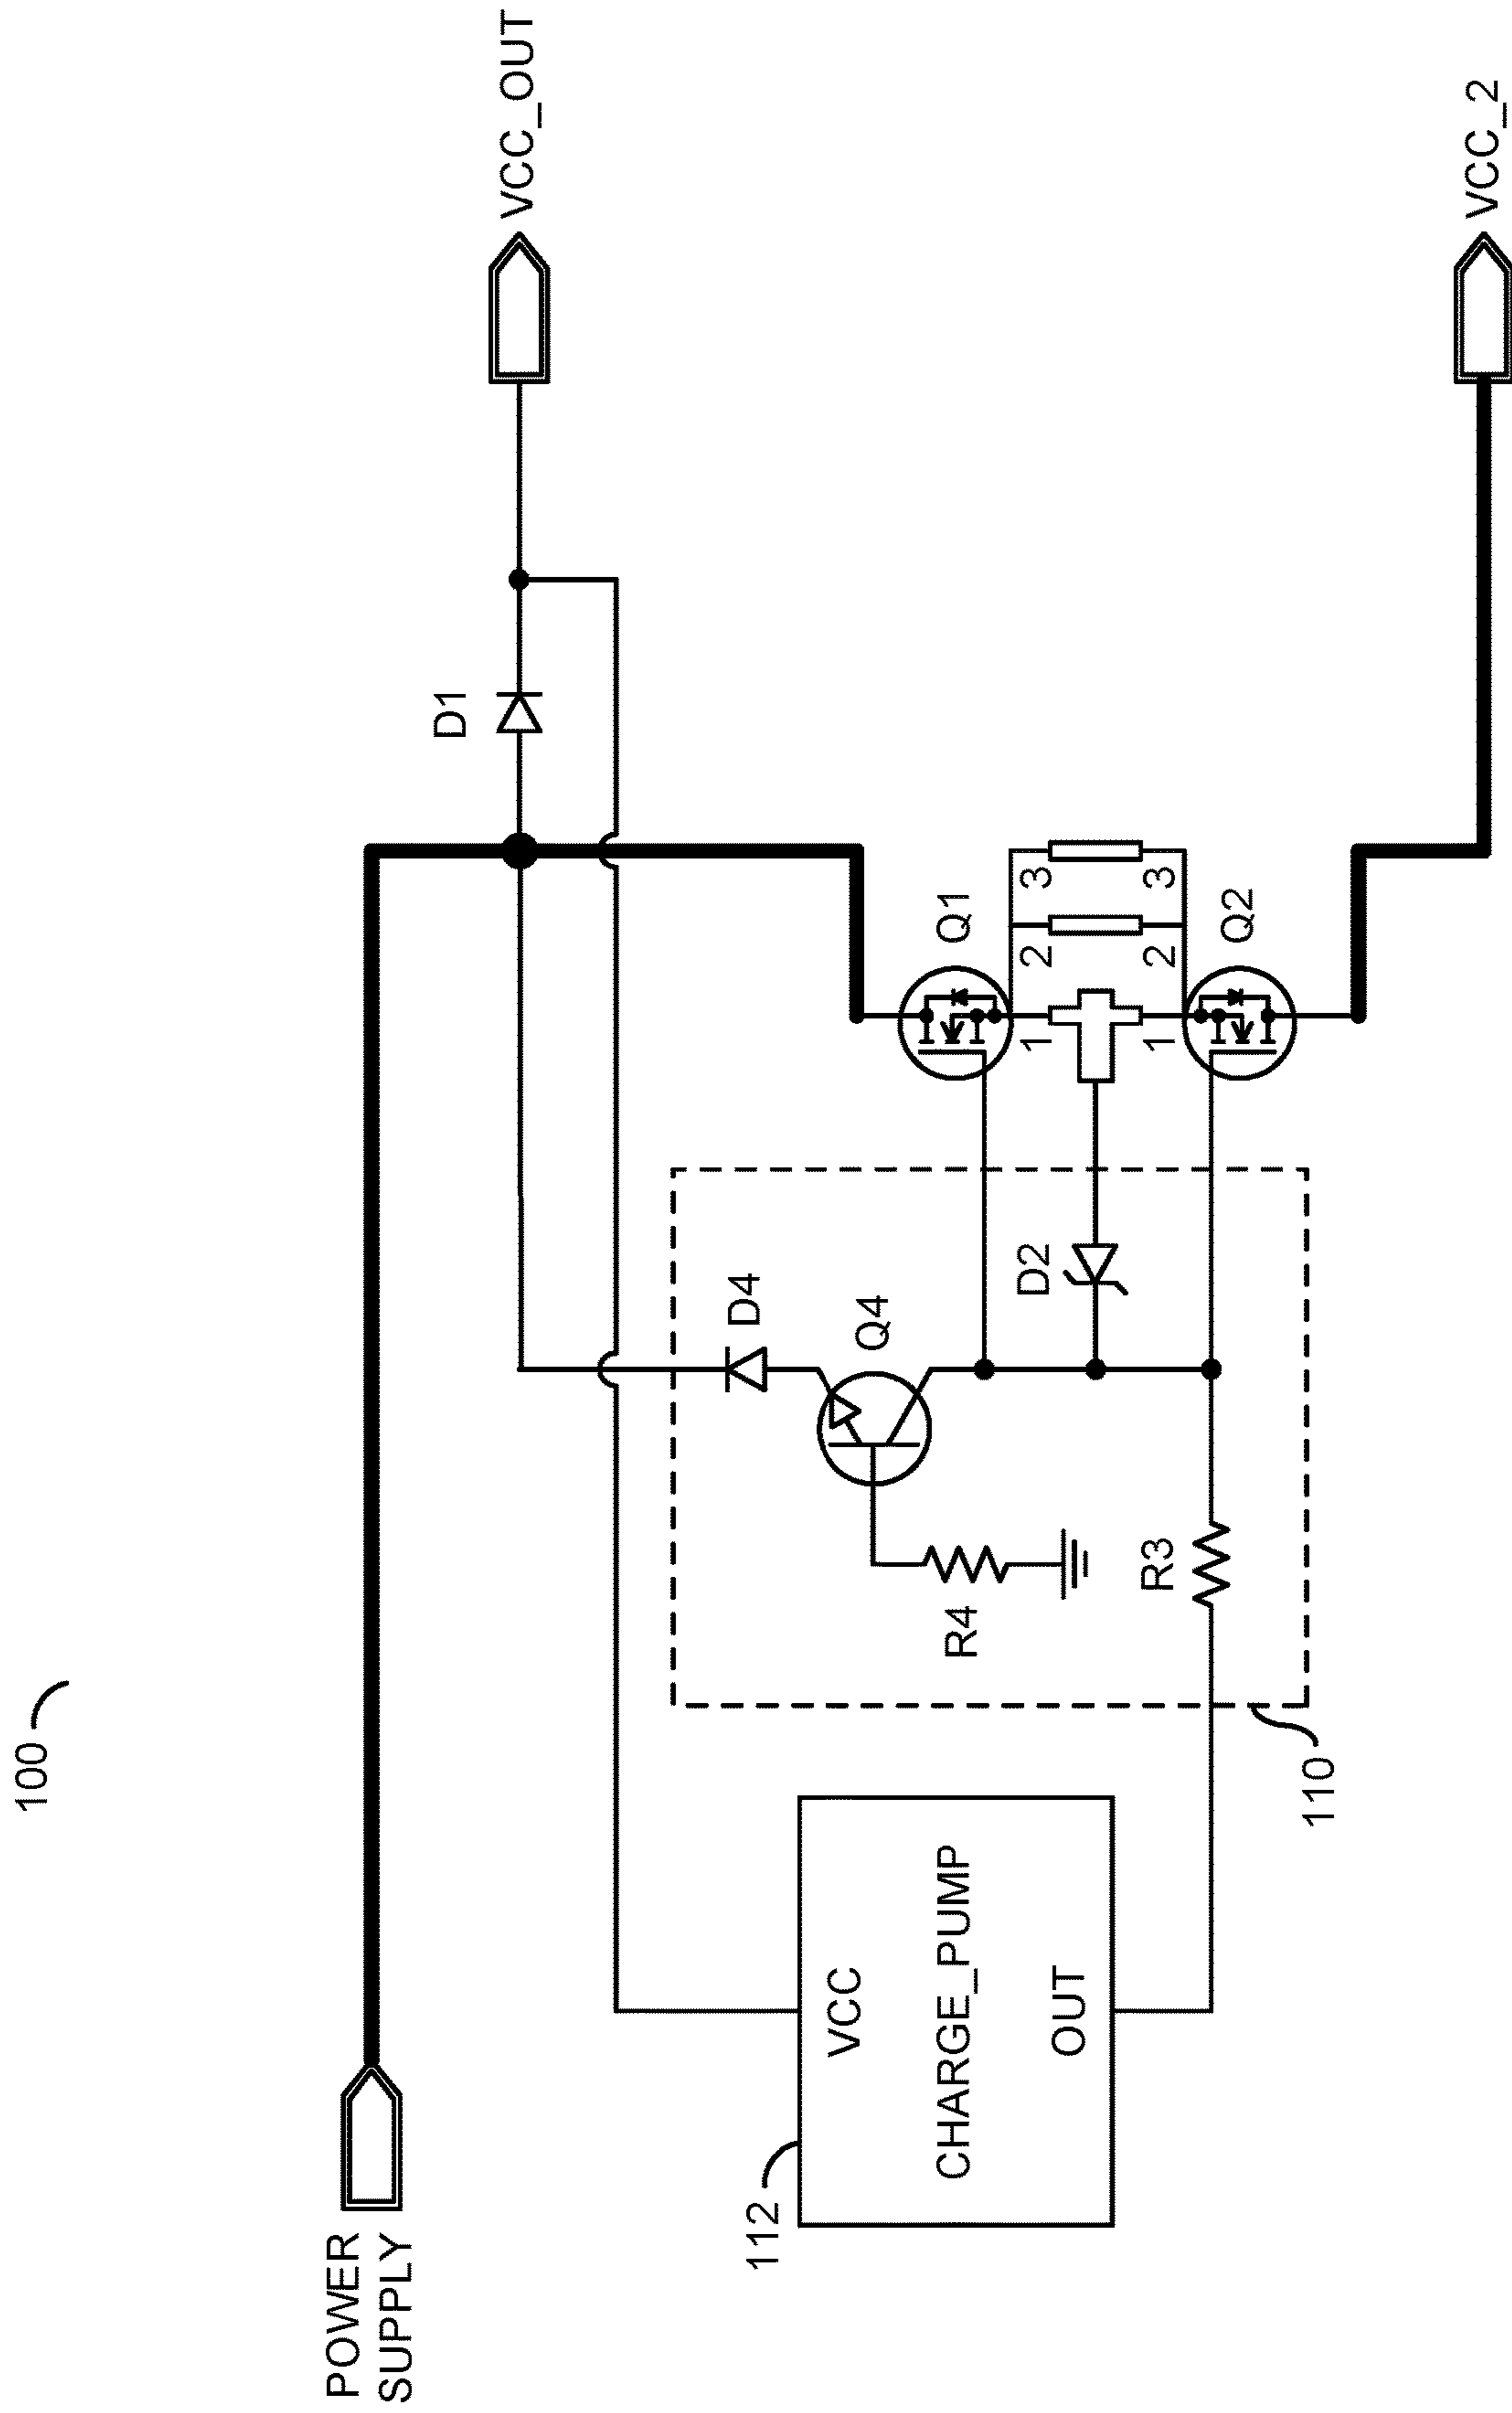 100
POWER
SUPPLY
VCC_OUT
D1
112
VCC
CHARGE_PUMP
OUT
D4
Q4
R4
D2
R3
110
Q1
1
2
3
1
2
3
Q2
VCC_2